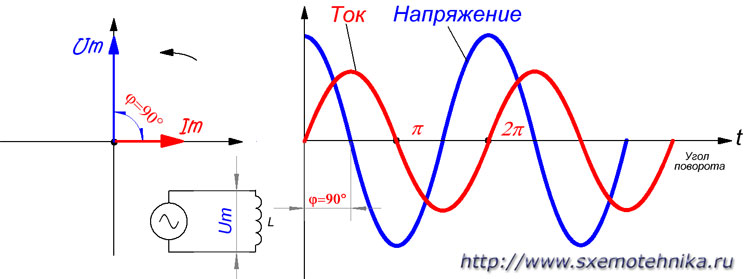 Um
φ=90°
Im
Um
L
Ток
Напряжение
π
2π
t
Угол
поворота
φ=90°
http://www.sxemotehnika.ru